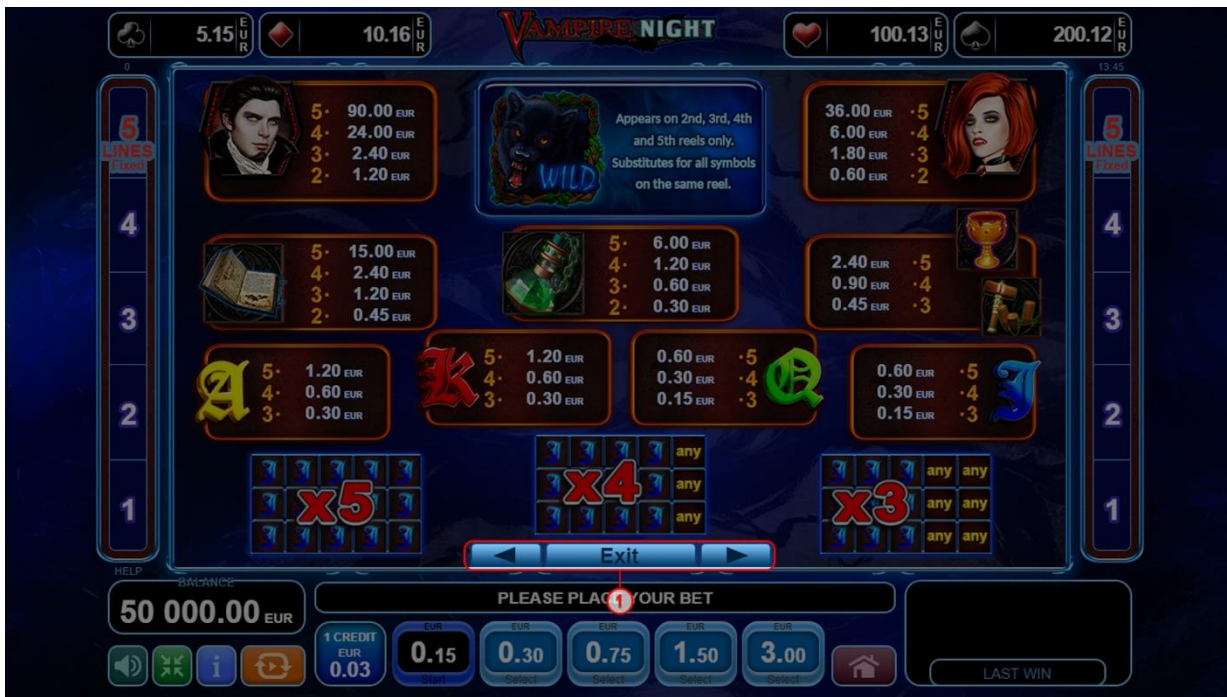 5.15 EUR
10.16 EUR
VAMPIRE NIGHT
100.13 EUR
200.12 EUR
0
13:45
5 LINES Fixed
4
3
2
1
5· 90.00 EUR
4· 24.00 EUR
3· 2.40 EUR
2· 1.20 EUR
WILD
Appears on 2nd, 3rd, 4th
and 5th reels only.
Substitutes for all symbols
on the same reel.
36.00 EUR ·5
6.00 EUR ·4
1.80 EUR ·3
0.60 EUR ·2
5 LINES Fixed
4
3
2
1
5· 15.00 EUR
4· 2.40 EUR
3· 1.20 EUR
2· 0.45 EUR
5· 6.00 EUR
4· 1.20 EUR
3· 0.60 EUR
2· 0.30 EUR
2.40 EUR ·5
0.90 EUR ·4
0.45 EUR ·3
A
5· 1.20 EUR
4· 0.60 EUR
3· 0.30 EUR
K
5· 1.20 EUR
4· 0.60 EUR
3· 0.30 EUR
0.60 EUR ·5
0.30 EUR ·4
0.15 EUR ·3
Q
0.60 EUR ·5
0.30 EUR ·4
0.15 EUR ·3
J
J J J J J
J J
J J J J J
x5
J J J J any
J any
J J J J any
x4
J J J any any
any any
J J J any any
x3
Exit
HELP
BALANCE
50 000.00 EUR
PLEASE PLACE YOUR BET
1
1 CREDIT
EUR
0.03
EUR
0.15
Start
EUR
0.30
Select
EUR
0.75
Select
EUR
1.50
Select
EUR
3.00
Select
i
LAST WIN